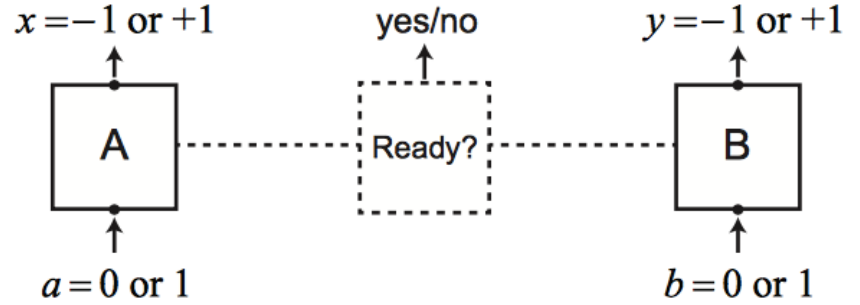 x = −1 or +1
yes/no
y = −1 or +1
A
Ready?
B
a = 0 or 1
b = 0 or 1